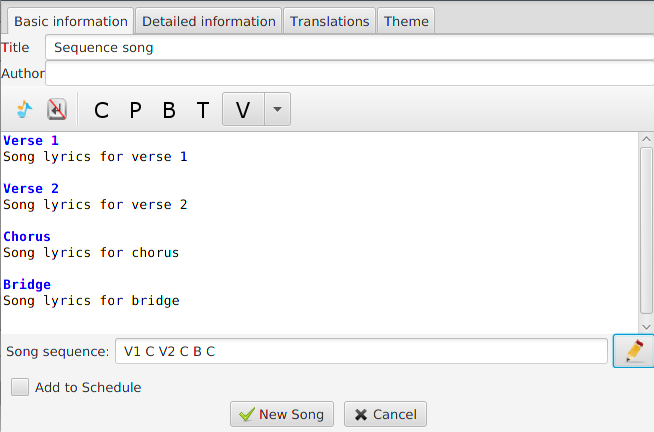 Basic information Detailed information Translations Theme
Title Sequence song
Author
C P B T V
Verse 1
Song lyrics for verse 1
Verse 2
Song lyrics for verse 2
Chorus
Song lyrics for chorus
Bridge
Song lyrics for bridge
Song sequence: V1 C V2 C B C
Add to Schedule
New Song Cancel